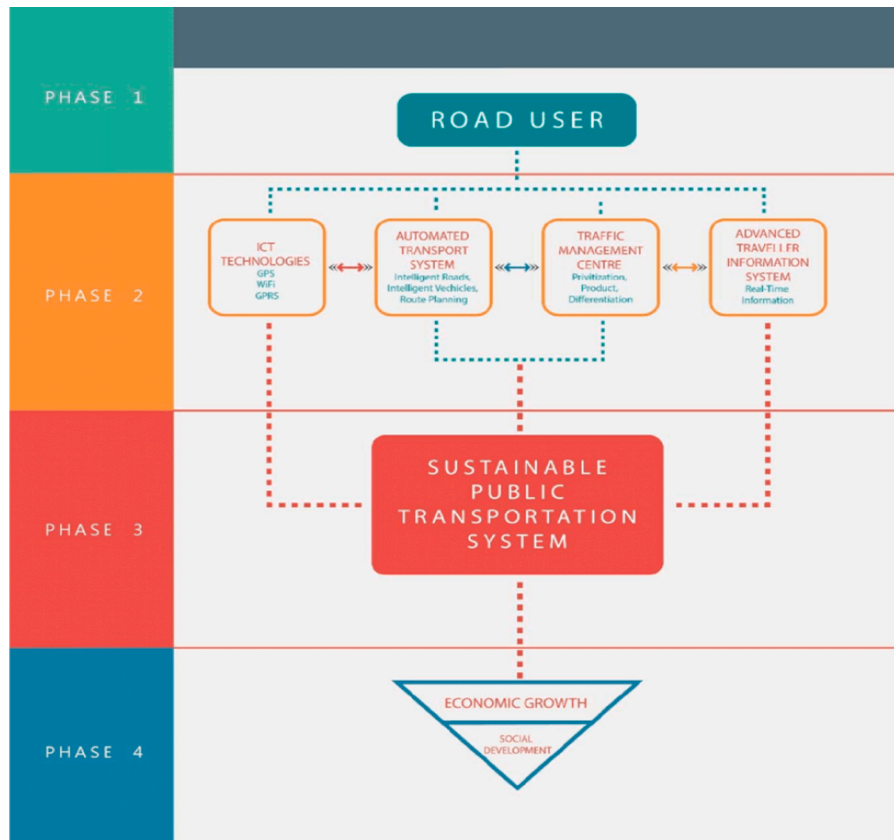 PHASE 1
ROAD USER
PHASE 2
ICT
TECHNOLOGIES
GPS
WiFi
GPRS
AUTOMATED
TRANSPORT
SYSTEM
Intelligent Roads,
Intelligent Vechicles,
Route Planning
TRAFFIC
MANAGEMENT
CENTRE
Privitization,
Product,
Differentiation
ADVANCED
TRAVELLER
INFORMATION
SYSTEM
Real-Time
Information
PHASE 3
SUSTAINABLE
PUBLIC
TRANSPORTATION
SYSTEM
PHASE 4
ECONOMIC GROWTH
SOCIAL
DEVELOPMENT